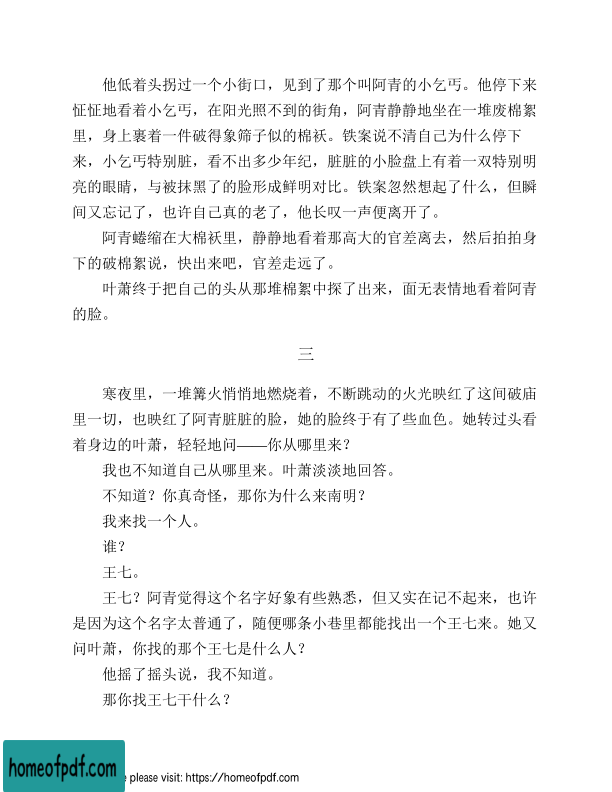 他低着头拐过一个小街口，见到了那个叫阿青的小乞丐。他停下来
怔怔地看着小乞丐，在阳光照不到的街角，阿青静静地坐在一堆废棉絮
里，身上裹着一件破得象筛子似的棉袄。铁案说不清自己为什么停下
来，小乞丐特别脏，看不出多少年纪，脏脏的小脸盘上有着一双特别明
亮的眼睛，与被抹黑了的脸形成鲜明对比。铁案忽然想起了什么，但瞬
间又忘记了，也许自己真的老了，他长叹一声便离开了。
阿青蜷缩在大棉袄里，静静地看着那高大的官差离去，然后拍拍身
下的破棉絮说，快出来吧，官差走远了。
叶萧终于把自己的头从那堆棉絮中探了出来，面无表情地看着阿青
的脸。
三
寒夜里，一堆篝火悄悄地燃烧着，不断跳动的火光映红了这间破庙
里一切，也映红了阿青脏脏的脸，她的脸终于有了些血色。她转过头看
着身边的叶萧，轻轻地问——你从哪里来？
我也不知道自己从哪里来。叶萧淡淡地回答。
不知道？你真奇怪，那你为什么来南明？
我来找一个人。
谁？
王七。
王七？阿青觉得这个名字好象有些熟悉，但又实在记不起来，也许
是因为这个名字太普通了，随便哪条小巷里都能找出一个王七来。她又
问叶萧，你找的那个王七是什么人？
他摇了摇头说，我不知道。
那你找王七干什么？
homeofpdf.com
e please visit: https://homeofpdf.com